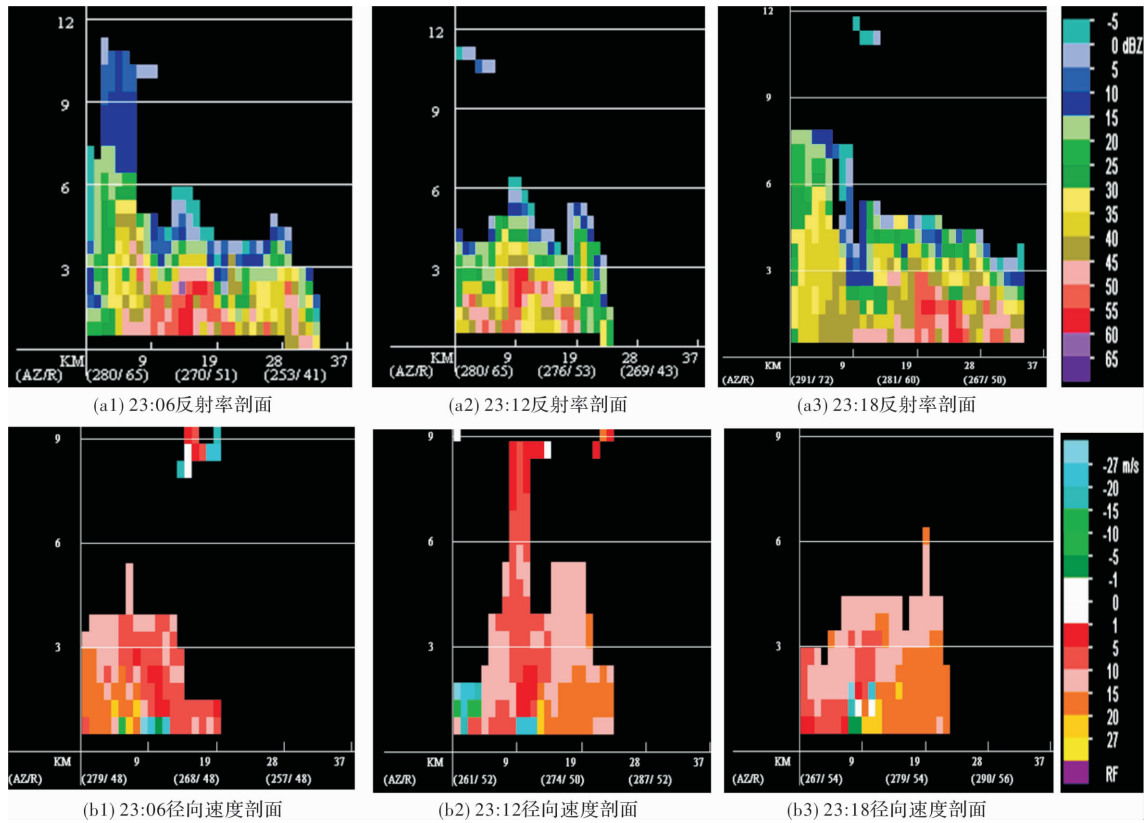 12
9
KM
6
3
KM 9 19 28 37
(AZ/R) (280/ 65) (270/ 51) (253/ 41)
(a1) 23:06反射率剖面
12
9
KM
6
3
KM 9 19 28 37
(AZ/R) (280/ 65) (276/ 53) (269/ 43)
(a2) 23:12反射率剖面
12
9
KM
6
3
KM 9 19 28 37
(AZ/R) (291/ 72) (281/ 60) (267/ 50)
(a3) 23:18反射率剖面
-5
0 dBZ
5
10
15
20
25
30
35
40
45
50
55
60
65
9
6
3
KM 9 19 28 37
(AZ/R) (279/ 48) (268/ 48) (257/ 48)
(b1) 23:06径向速度剖面
9
6
3
KM 9 19 28 37
(AZ/R) (261/ 52) (274/ 50) (287/ 52)
(b2) 23:12径向速度剖面
9
6
3
KM 9 19 28 37
(AZ/R) (267/ 54) (279/ 54) (290/ 56)
(b3) 23:18径向速度剖面
-27 m/s
-20
-15
-10
-5
-1
0
1
5
10
15
20
27
RF